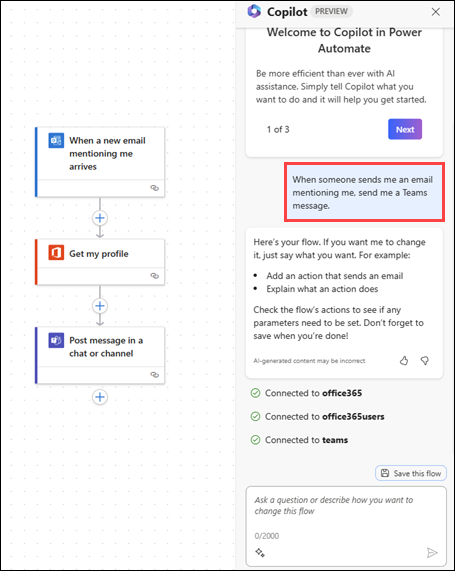 When a new email
mentioning me
arrives
Get my profile
Post message in a
chat or channel
Copilot PREVIEW
Welcome to Copilot in Power
Automate
Be more efficient than ever with AI
assistance. Simply tell Copilot what you
want to do and it will help you get started.
1 of 3
Next
When someone sends me an email
mentioning me, send me a Teams
message.
Here's your flow. If you want me to change
it, just say what you want. For example:
• Add an action that sends an email
• Explain what an action does
Check the flow's actions to see if any
parameters need to be set. Don't forget to
save when you're done!
AI-generated content may be incorrect
Connected to office365
Connected to office365users
Connected to teams
Save this flow
Ask a question or describe how you want to
change this flow
0/2000